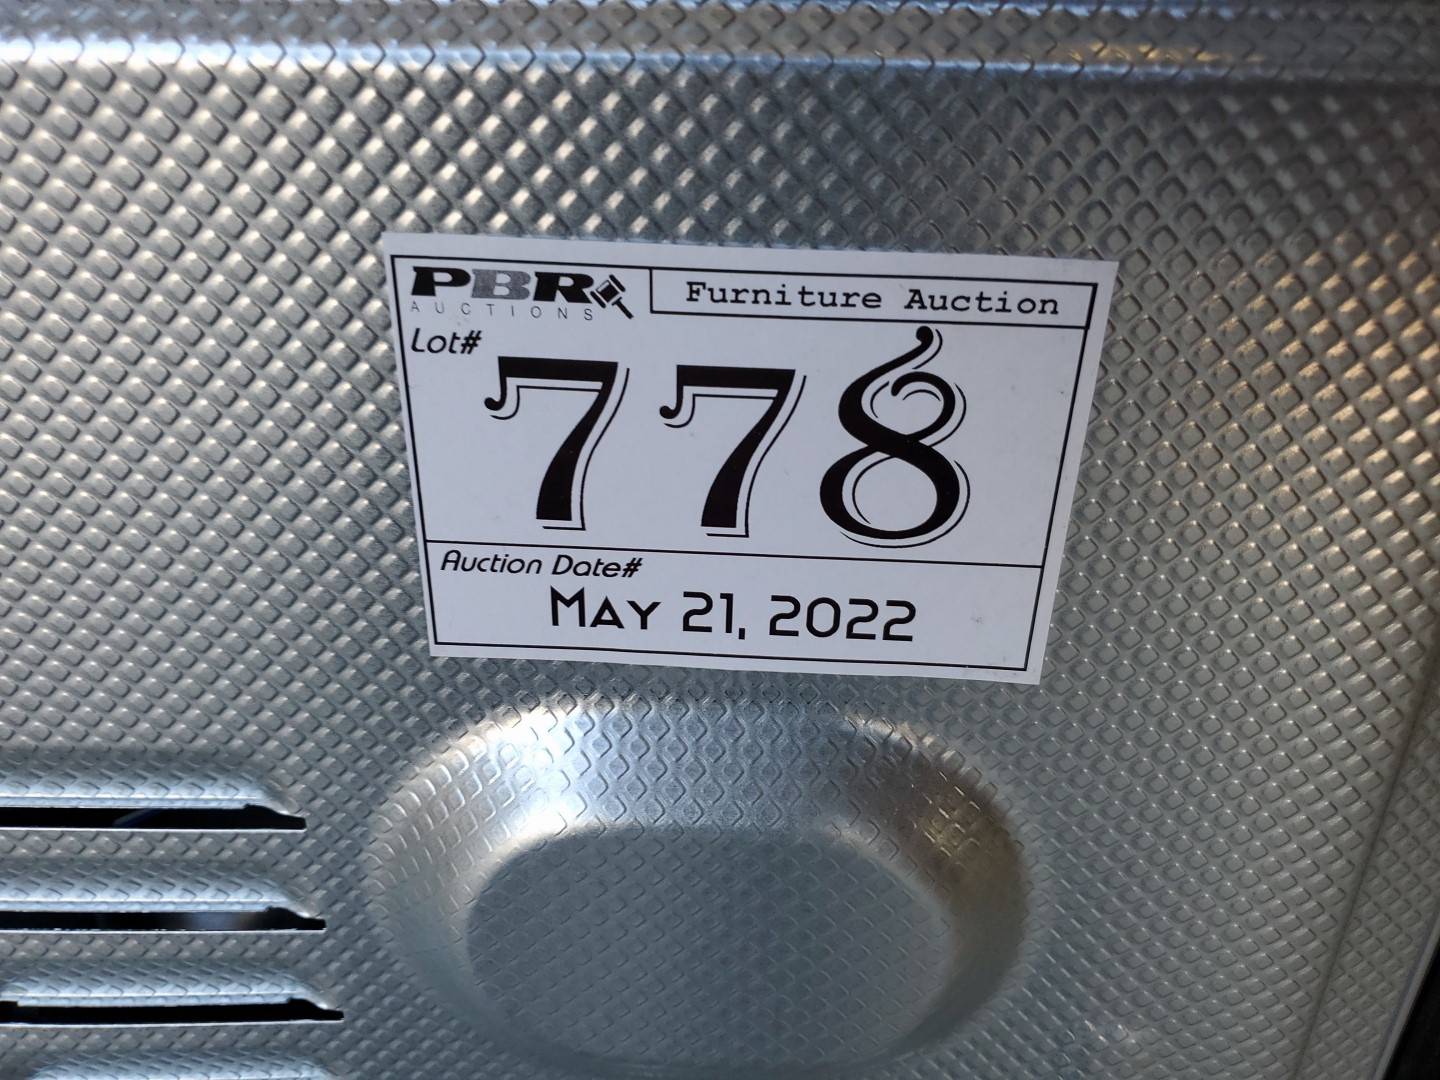 PBR
AUCTIONS
Furniture Auction
Lot#
778
Auction Date#
May 21, 2022